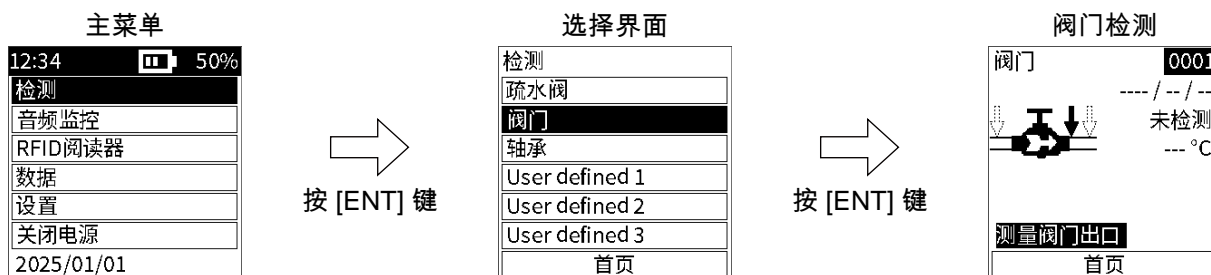 主菜单
12:34 50%
检测
音频监控
RFID阅读器
数据
设置
关闭电源
2025/01/01
按 [ENT] 键
选择界面
检测
疏水阀
阀门
轴承
User defined 1
User defined 2
User defined 3
首页
按 [ENT] 键
阀门检测
阀门 0001
---- / -- / --
未检测
--- °C
测量阀门出口
首页